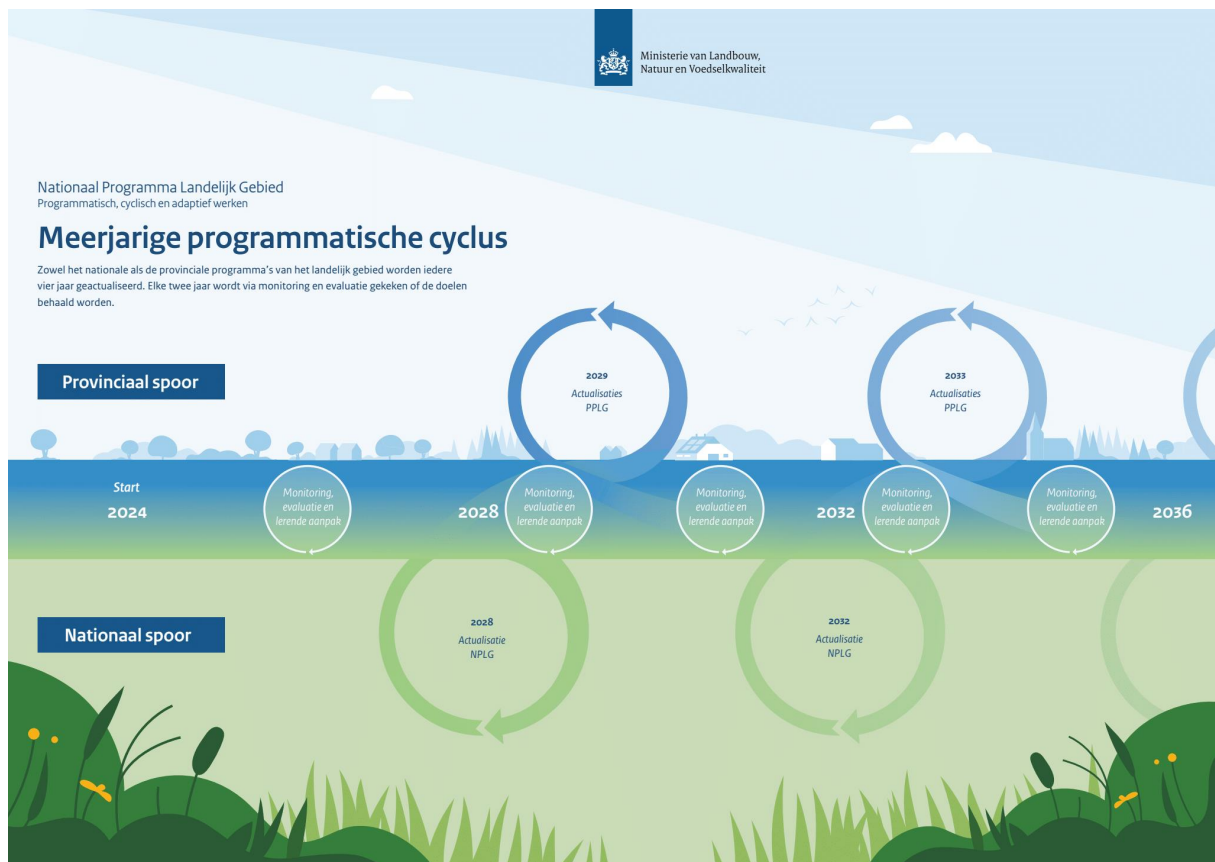 Ministerie van Landbouw,
Natuur en Voedselkwaliteit
Nationaal Programma Landelijk Gebied
Programmatisch, cyclisch en adaptief werken
Meerjarige programmatische cyclus
Zowel het nationale als de provinciale programma's van het landelijk gebied worden iedere
vier jaar geactualiseerd. Elke twee jaar wordt via monitoring en evaluatie gekeken of de doelen
behaald worden.
Provinciaal spoor
2029
Actualisaties
PPLG
2033
Actualisaties
PPLG
Start
2024
Monitoring,
evaluatie en
lerende aanpak
2028
Monitoring,
evaluatie en
lerende aanpak
Monitoring,
evaluatie en
lerende aanpak
2032
Monitoring,
evaluatie en
lerende aanpak
Monitoring,
evaluatie en
lerende aanpak
2036
Nationaal spoor
2028
Actualisatie
NPLG
2032
Actualisatie
NPLG